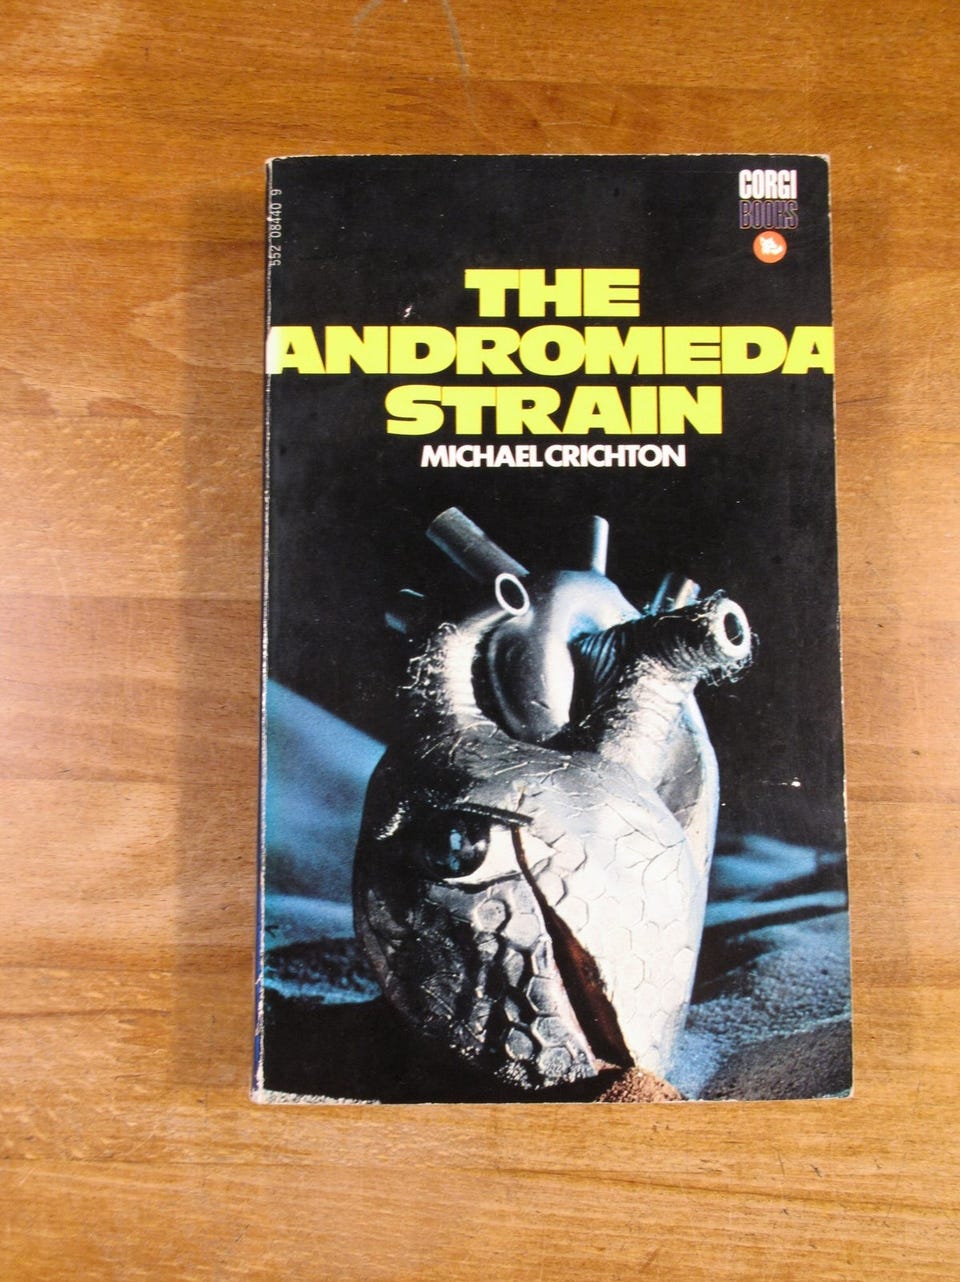 552 08440 9
CORGI
BOOKS
THE
ANDROMEDA
STRAIN
MICHAEL CRICHTON